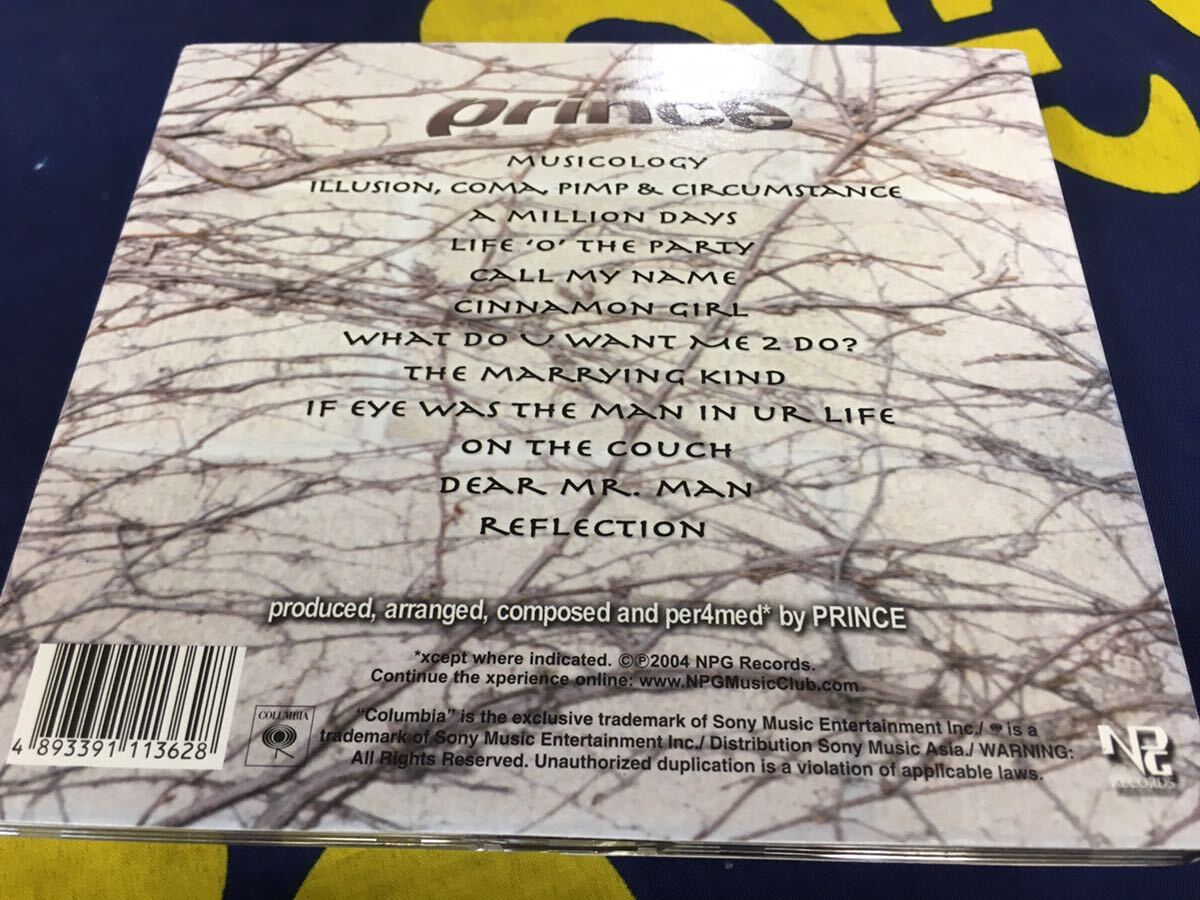 prince
MUSICOLOGY
ILLUSION, COMA, PIMP & CIRCUMSTANCE
A MILLION DAYS
LIFE 'O' THE PARTY
CALL MY NAME
CINNAMON GIRL
WHAT DO U WANT ME 2 DO?
THE MARRYING KIND
IF EYE WAS THE MAN IN UR LIFE
ON THE COUCH
DEAR MR. MAN
REFLECTION
produced, arranged, composed and per4med* by PRINCE
*xcept where indicated. ©℗2004 NPG Records.
Continue the xperience online: www.NPGMusicClub.com
4 893391 113628
COLUMBIA
"Columbia" is the exclusive trademark of Sony Music Entertainment Inc./ is a
trademark of Sony Music Entertainment Inc./ Distribution Sony Music Asia./ WARNING:
All Rights Reserved. Unauthorized duplication is a violation of applicable laws.
NPG
RECORDS